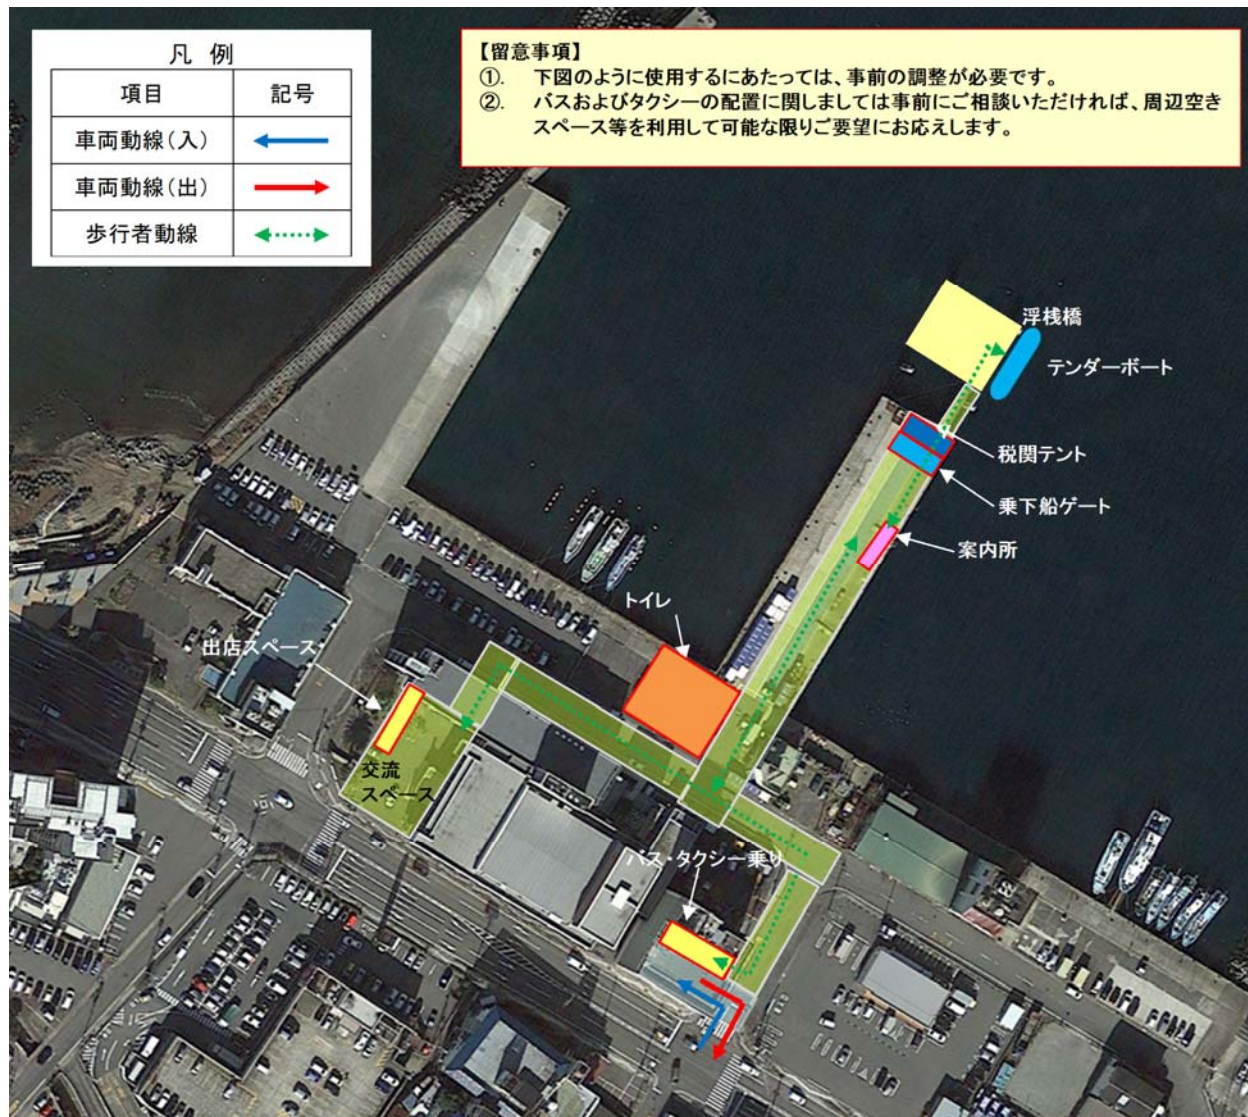 凡 例
項目 記号
車両動線（入）
車両動線（出）
歩行者動線
【留意事項】
①. 下図のように使用するにあたっては、事前の調整が必要です。
②. バスおよびタクシーの配置に関しましては事前にご相談いただければ、周辺空き
スペース等を利用して可能な限りご要望にお応えします。
浮桟橋
テンダーボート
税関テント
乗下船ゲート
案内所
トイレ
出店スペース
交流
スペース
バス・タクシー乗り